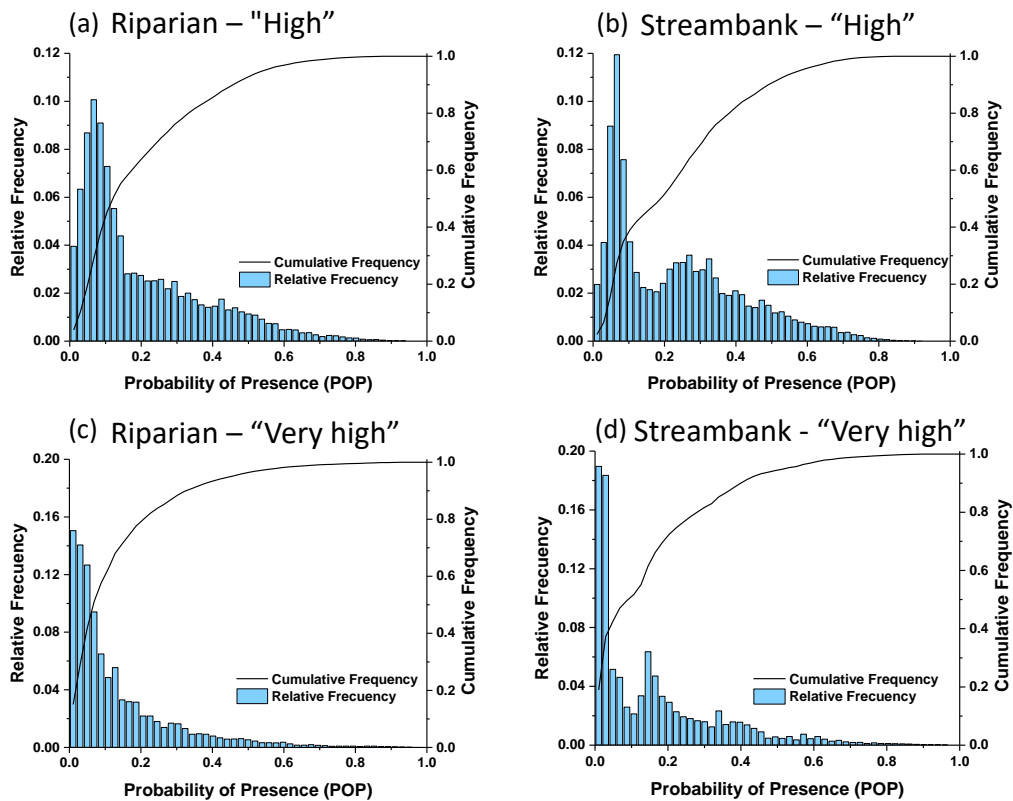 (a) Riparian – "High”
0.12
0.10
0.08
0.06
0.04
0.02
0.00
Relative Frecuency
1.0
0.8
0.6
0.4
0.2
0.0
Cumulative Frequency
Cumulative Frequency
Relative Frecuency
0.0 0.2 0.4 0.6 0.8 1.0
Probability of Presence (POP)
(b) Streambank – “High”
0.12
0.10
0.08
0.06
0.04
0.02
0.00
Relative Frecuency
1.0
0.8
0.6
0.4
0.2
0.0
Cumulative Frequency
Cumulative Frequency
Relative Frecuency
0.0 0.2 0.4 0.6 0.8 1.0
Probability of Presence (POP)
(c) Riparian – “Very high”
0.20
0.16
0.12
0.08
0.04
0.00
Relative Frecuency
1.0
0.8
0.6
0.4
0.2
0.0
Cumulative Frequency
Cumulative Frequency
Relative Frecuency
0.0 0.2 0.4 0.6 0.8 1.0
Probability of Presence (POP)
(d) Streambank - “Very high”
0.20
0.16
0.12
0.08
0.04
0.00
Relative Frecuency
1.0
0.8
0.6
0.4
0.2
0.0
Cumulative Frequency
Cumulative Frequency
Relative Frecuency
0.0 0.2 0.4 0.6 0.8 1.0
Probability of Presence (POP)